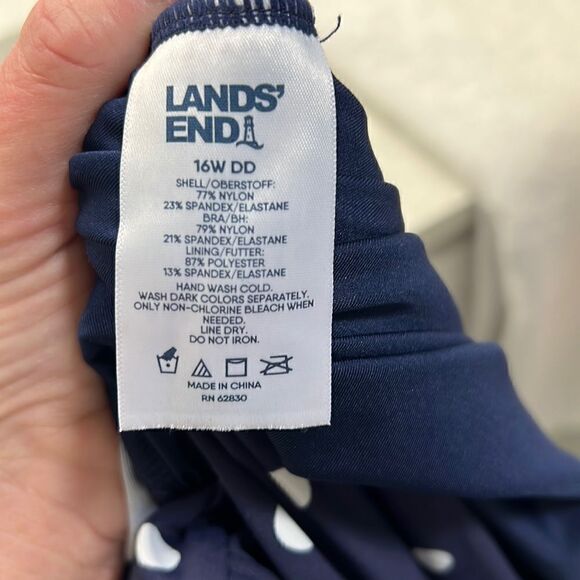 LANDS'
END
16W DD
SHELL/OBERSTOFF:
77% NYLON
23% SPANDEX/ELASTANE
BRA/BH:
79% NYLON
21% SPANDEX/ELASTANE
LINING/FUTTER:
87% POLYESTER
13% SPANDEX/ELASTANE
HAND WASH COLD.
WASH DARK COLORS SEPARATELY.
ONLY NON-CHLORINE BLEACH WHEN
NEEDED.
LINE DRY.
DO NOT IRON.
MADE IN CHINA
RN 62830